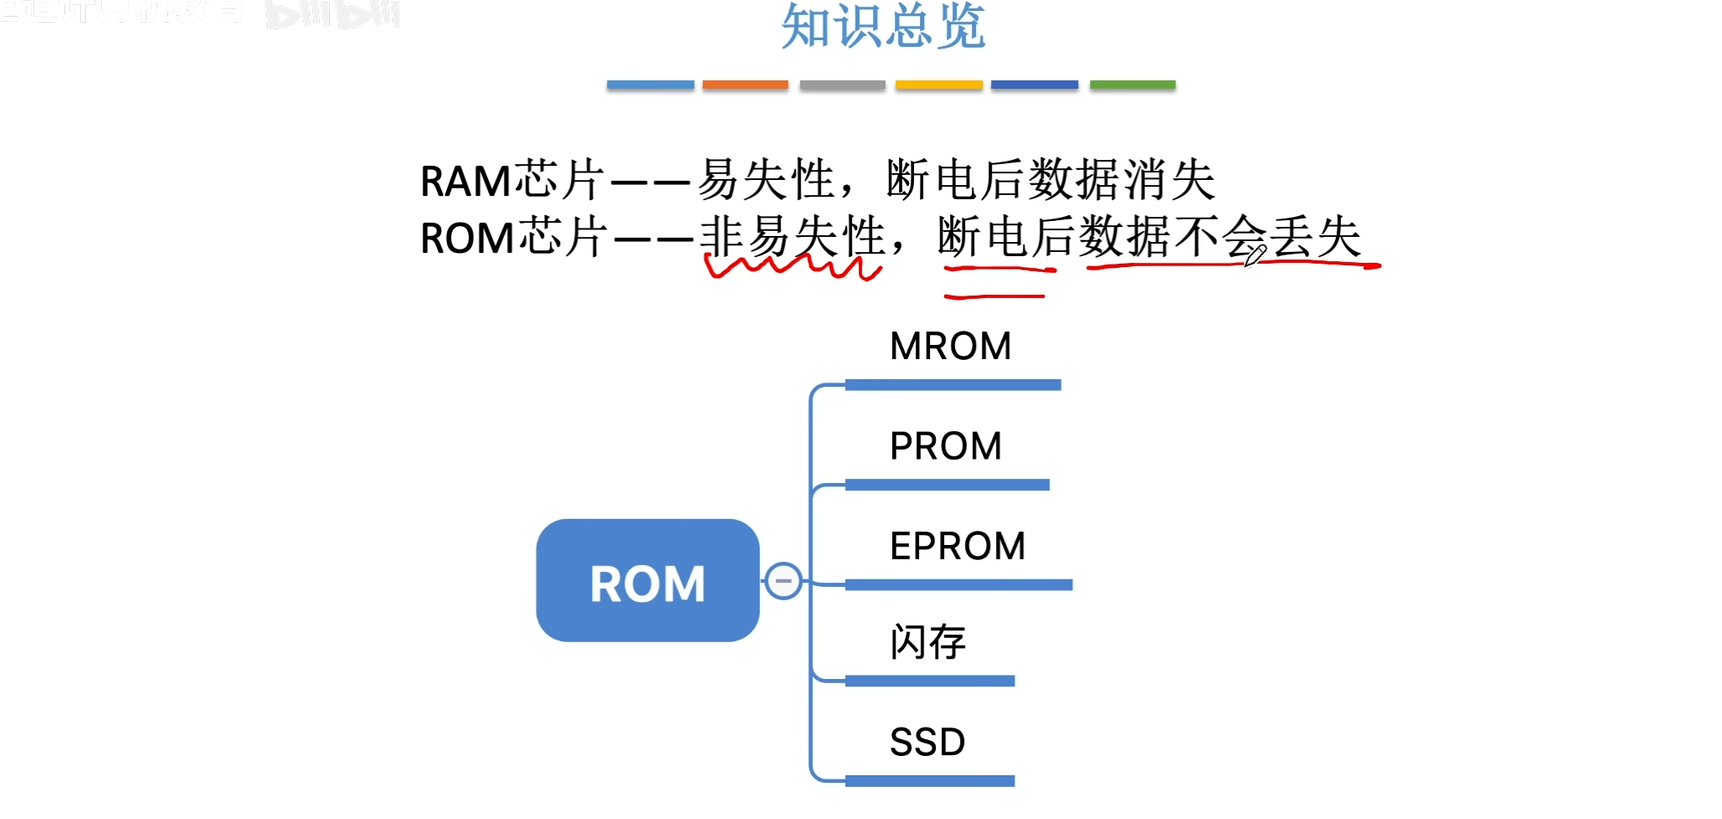 bilibili
知识总览
RAM芯片——易失性，断电后数据消失
ROM芯片——非易失性，断电后数据不会丢失
MROM
PROM
EPROM
ROM
闪存
SSD